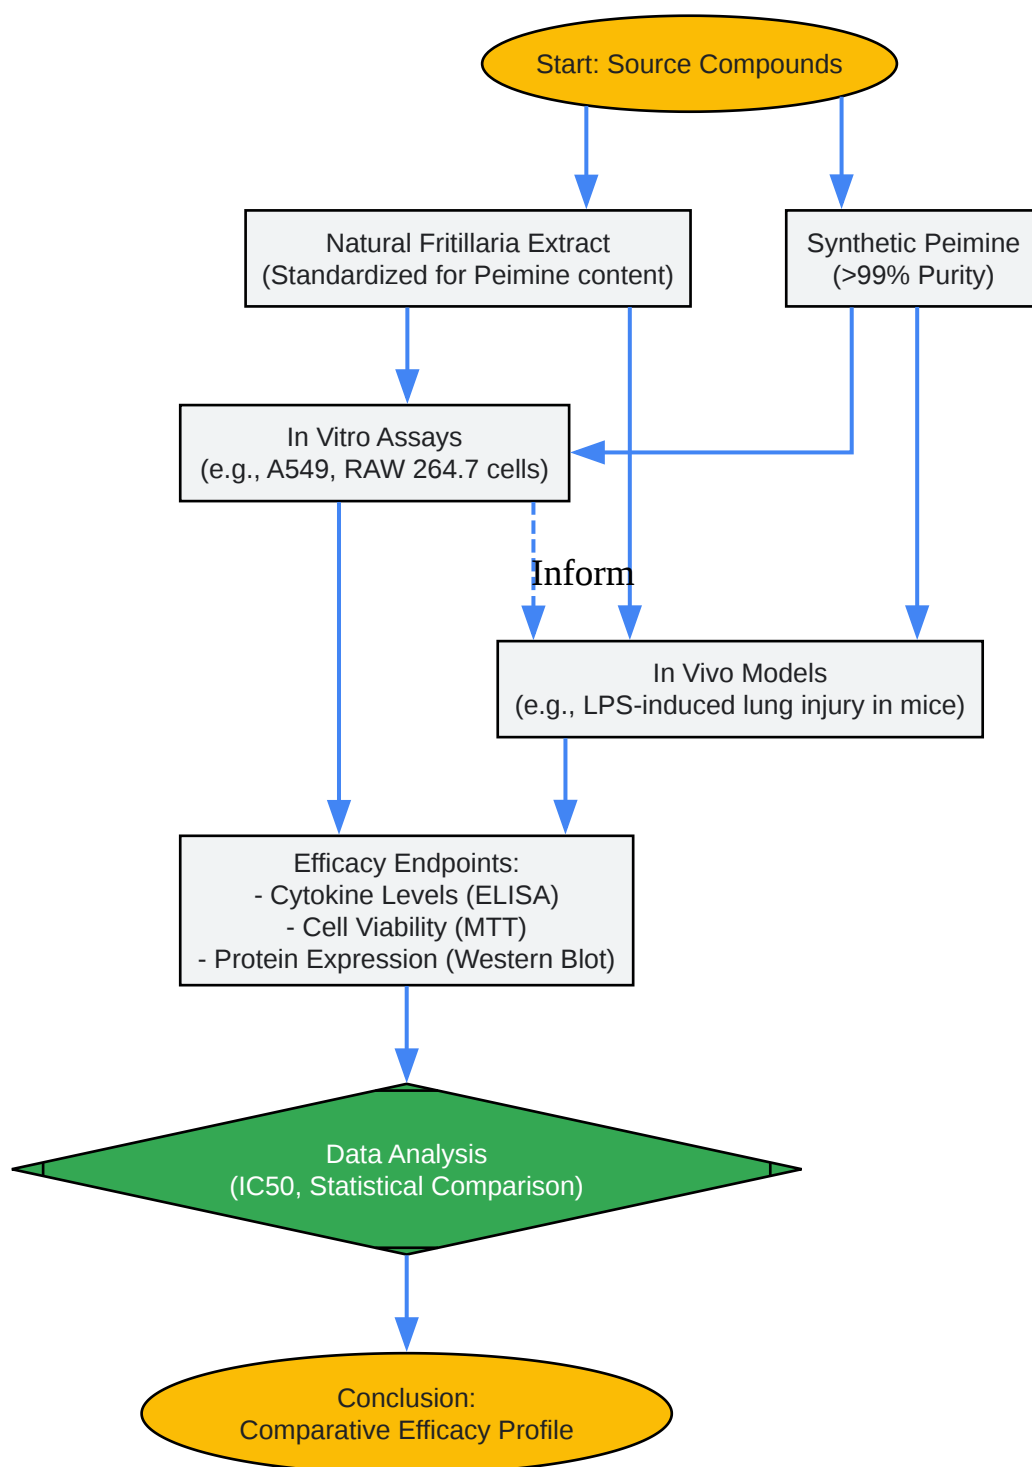 Start: Source Compounds
Natural Fritillaria Extract
(Standardized for Peimine content)
Synthetic Peimine
(>99% Purity)
In Vitro Assays
(e.g., A549, RAW 264.7 cells)
Inform
In Vivo Models
(e.g., LPS-induced lung injury in mice)
Efficacy Endpoints:
- Cytokine Levels (ELISA)
- Cell Viability (MTT)
- Protein Expression (Western Blot)
Data Analysis
(IC50, Statistical Comparison)
Conclusion:
Comparative Efficacy Profile